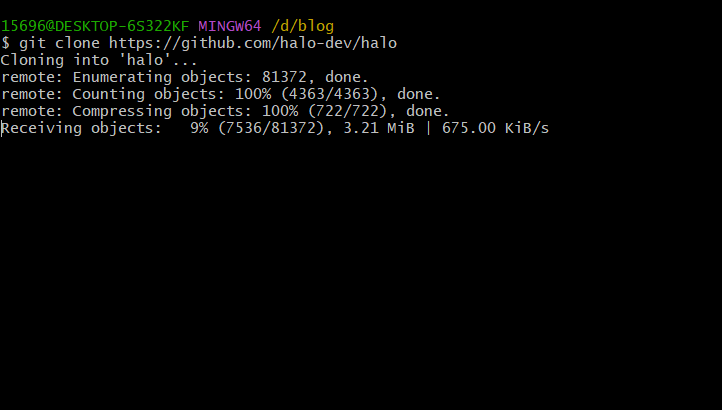 15696@DESKTOP-6S322KF MINGW64 /d/blog
$ git clone https://github.com/halo-dev/halo
Cloning into 'halo'...
remote: Enumerating objects: 81372, done.
remote: Counting objects: 100% (4363/4363), done.
remote: Compressing objects: 100% (722/722), done.
Receiving objects:   9% (7536/81372), 3.21 MiB | 675.00 KiB/s